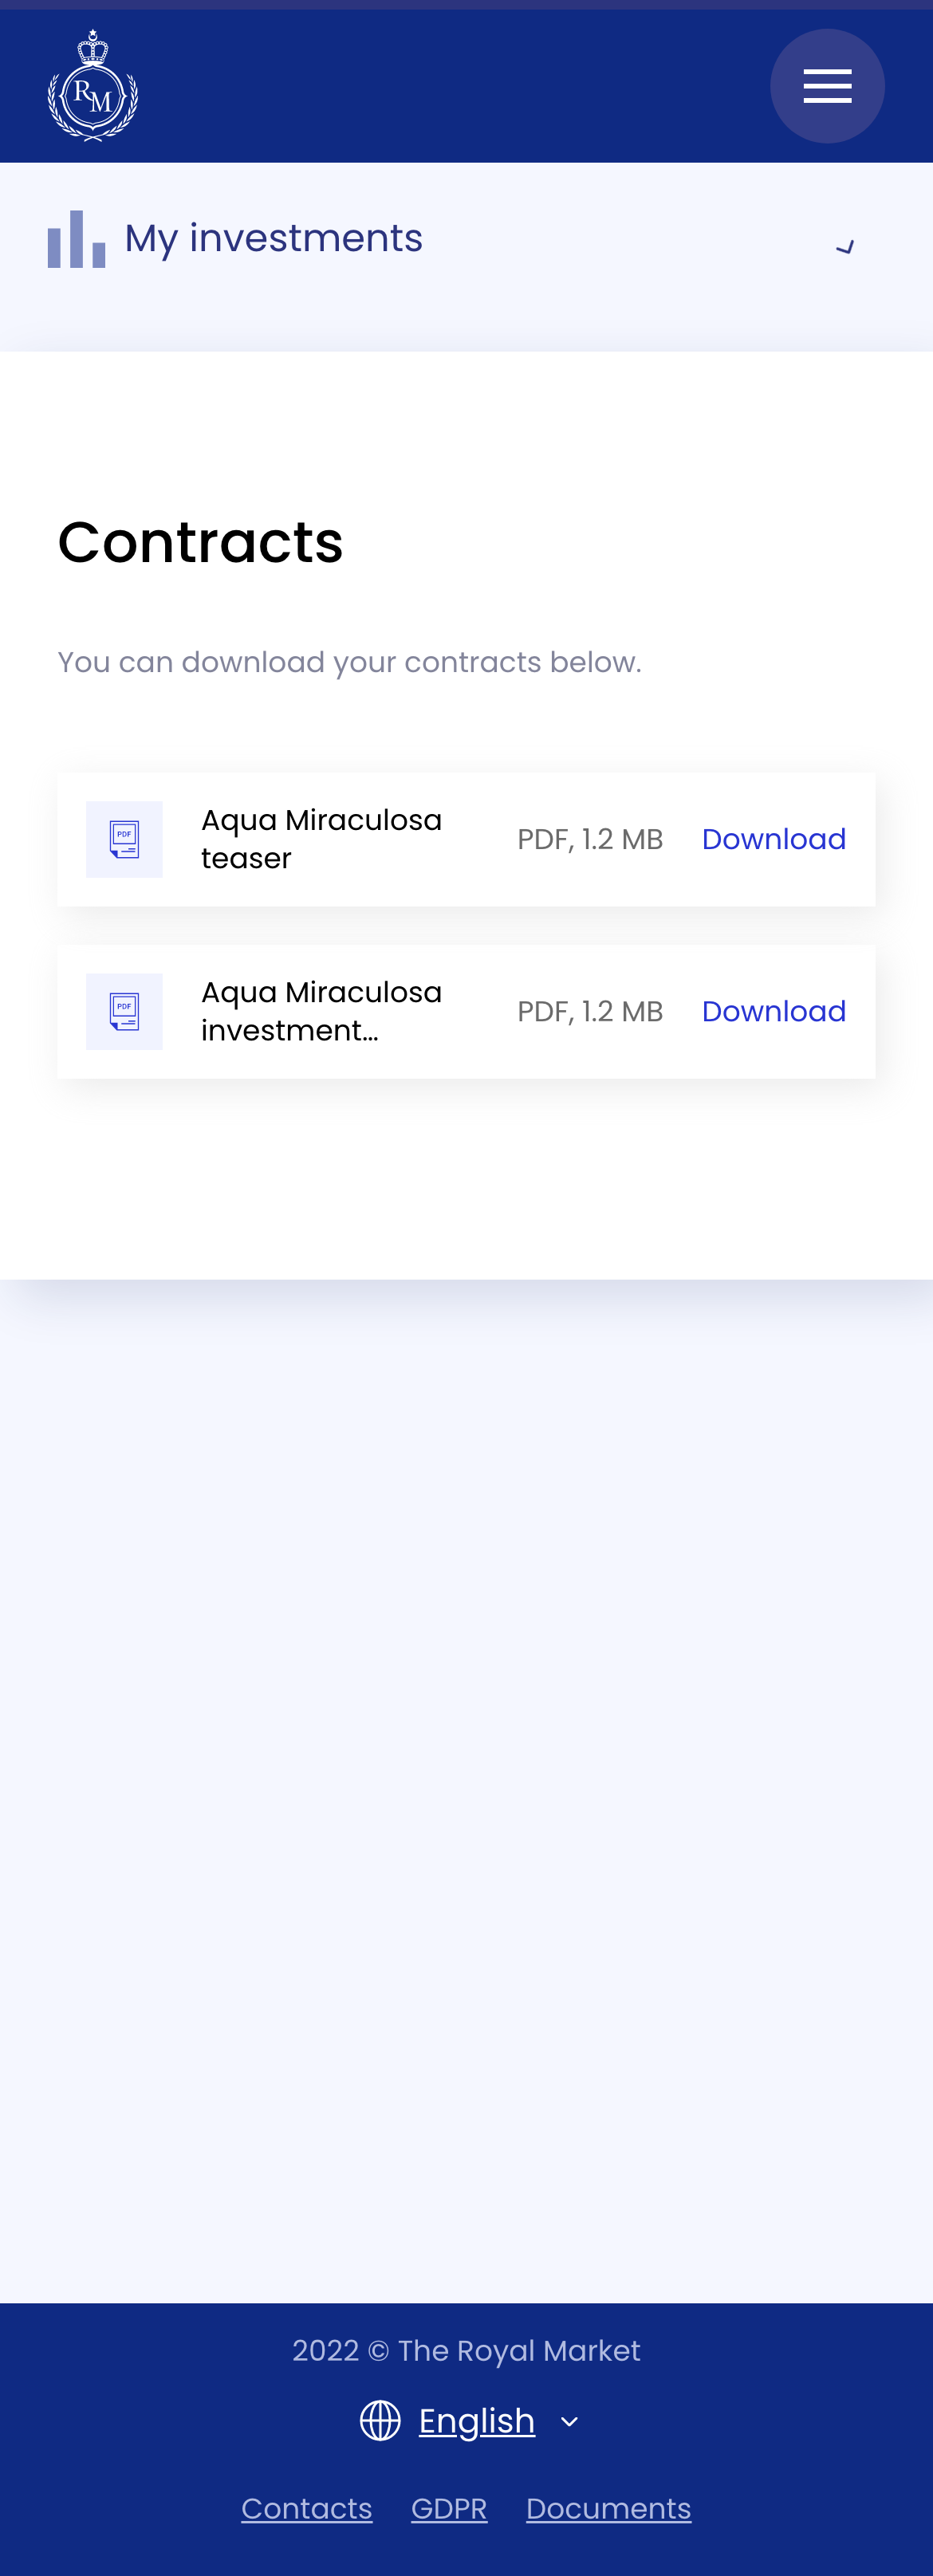 RM
My investments
Contracts
You can download your contracts below.
PDF
Aqua Miraculosa
teaser
PDF, 1.2 MB
Download
PDF
Aqua Miraculosa
investment...
PDF, 1.2 MB
Download
2022 © The Royal Market
English
Contacts
GDPR
Documents